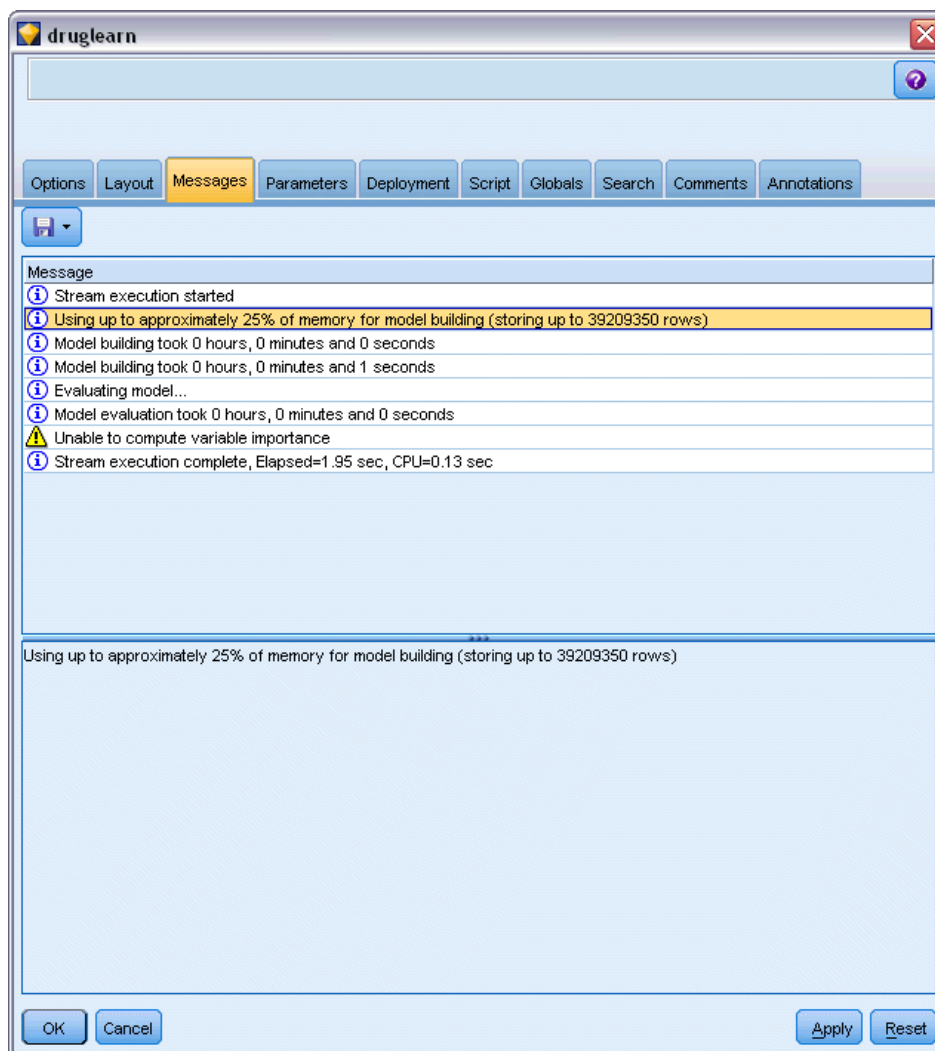 druglearn
Options Layout Messages Parameters Deployment Script Globals Search Comments Annotations
Message
Stream execution started
Using up to approximately 25% of memory for model building (storing up to 39209350 rows)
Model building took 0 hours, 0 minutes and 0 seconds
Model building took 0 hours, 0 minutes and 1 seconds
Evaluating model...
Model evaluation took 0 hours, 0 minutes and 0 seconds
Unable to compute variable importance
Stream execution complete, Elapsed=1.95 sec, CPU=0.13 sec
Using up to approximately 25% of memory for model building (storing up to 39209350 rows)
OK Cancel Apply Reset